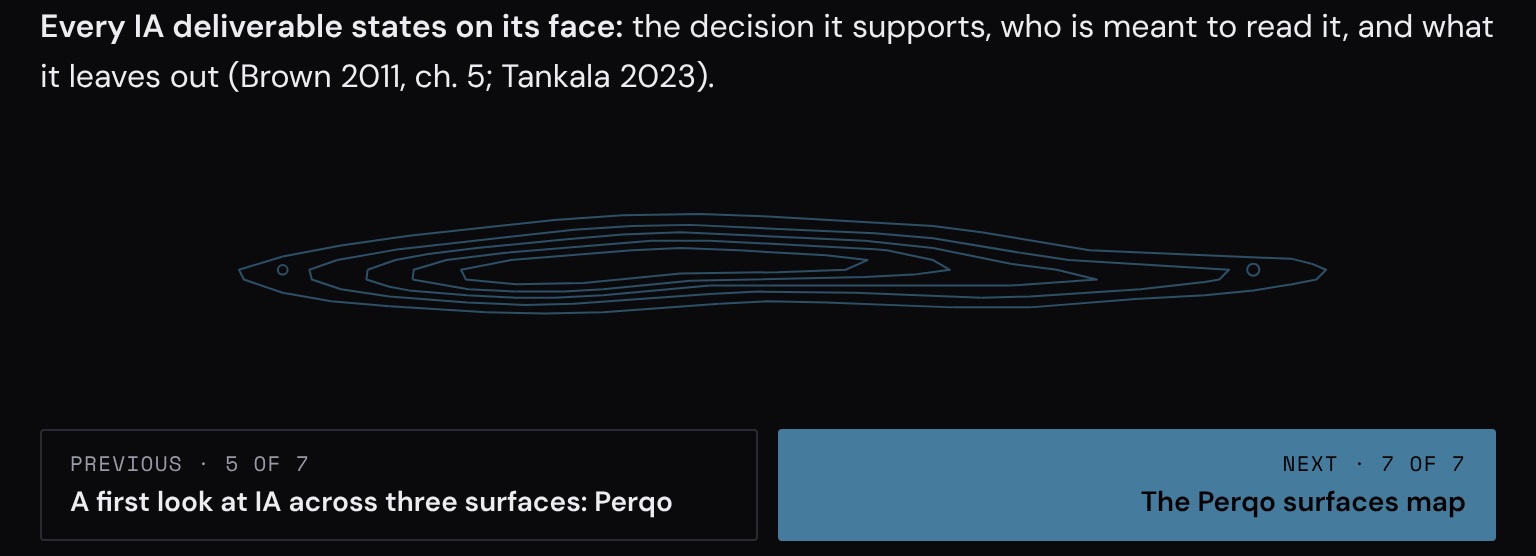 Every IA deliverable states on its face: the decision it supports, who is meant to read it, and what
it leaves out (Brown 2011, ch. 5; Tankala 2023).
PREVIOUS · 5 OF 7
A first look at IA across three surfaces: Perqo
NEXT · 7 OF 7
The Perqo surfaces map